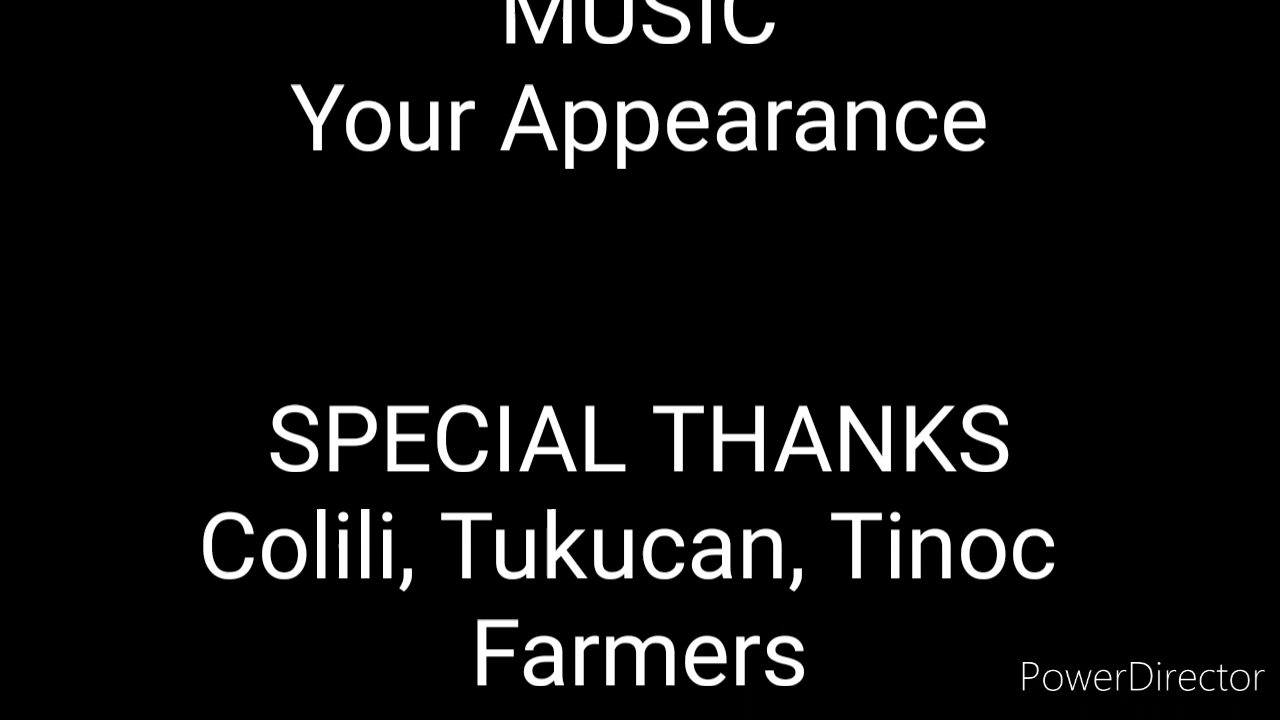 MUSIC
Your Appearance
SPECIAL THANKS
Colili, Tukucan, Tinoc
Farmers
PowerDirector